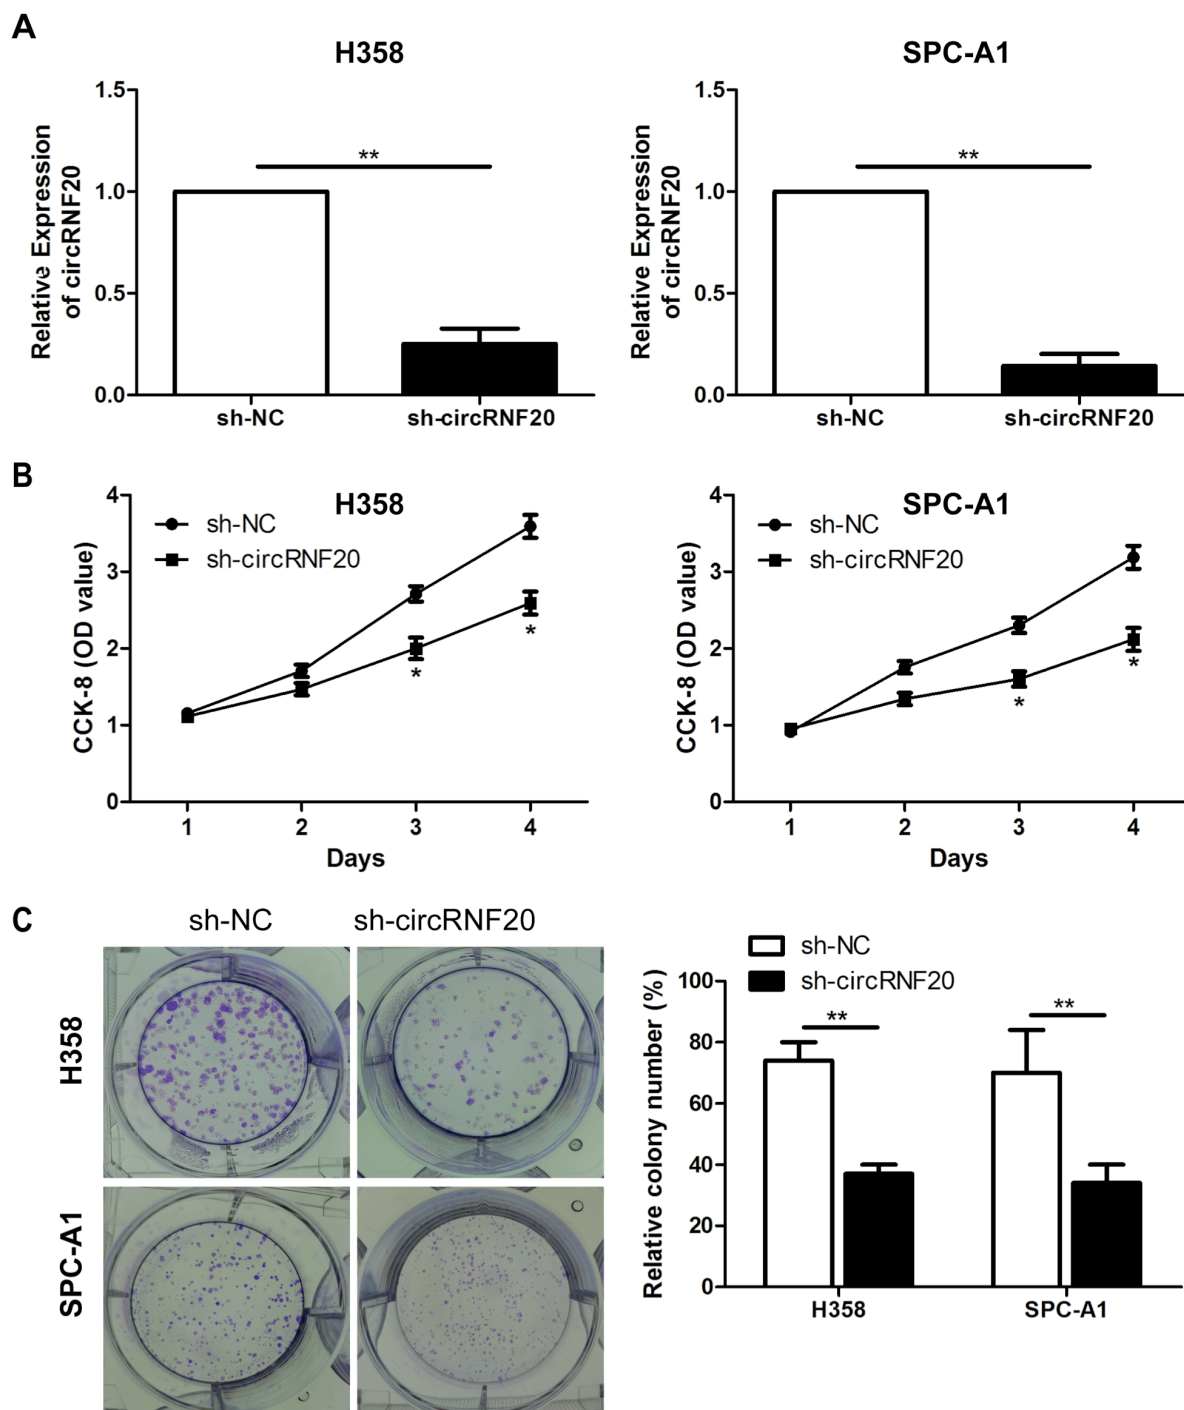 A
H358
SPC-A1
Relative Expression
of circRNF20
1.5
1.0
0.5
0.0
**
sh-NC
sh-circRNF20
Relative Expression
of circRNF20
1.5
1.0
0.5
0.0
**
sh-NC
sh-circRNF20
B
H358
sh-NC
sh-circRNF20
CCK-8 (OD value)
4
3
2
1
0
*
*
1 2 3 4
Days
SPC-A1
sh-NC
sh-circRNF20
CCK-8 (OD value)
4
3
2
1
0
*
*
1 2 3 4
Days
C
sh-NC sh-circRNF20
H358
SPC-A1
sh-NC
sh-circRNF20
Relative colony number (%)
100
80
60
40
20
0
**
**
H358 SPC-A1